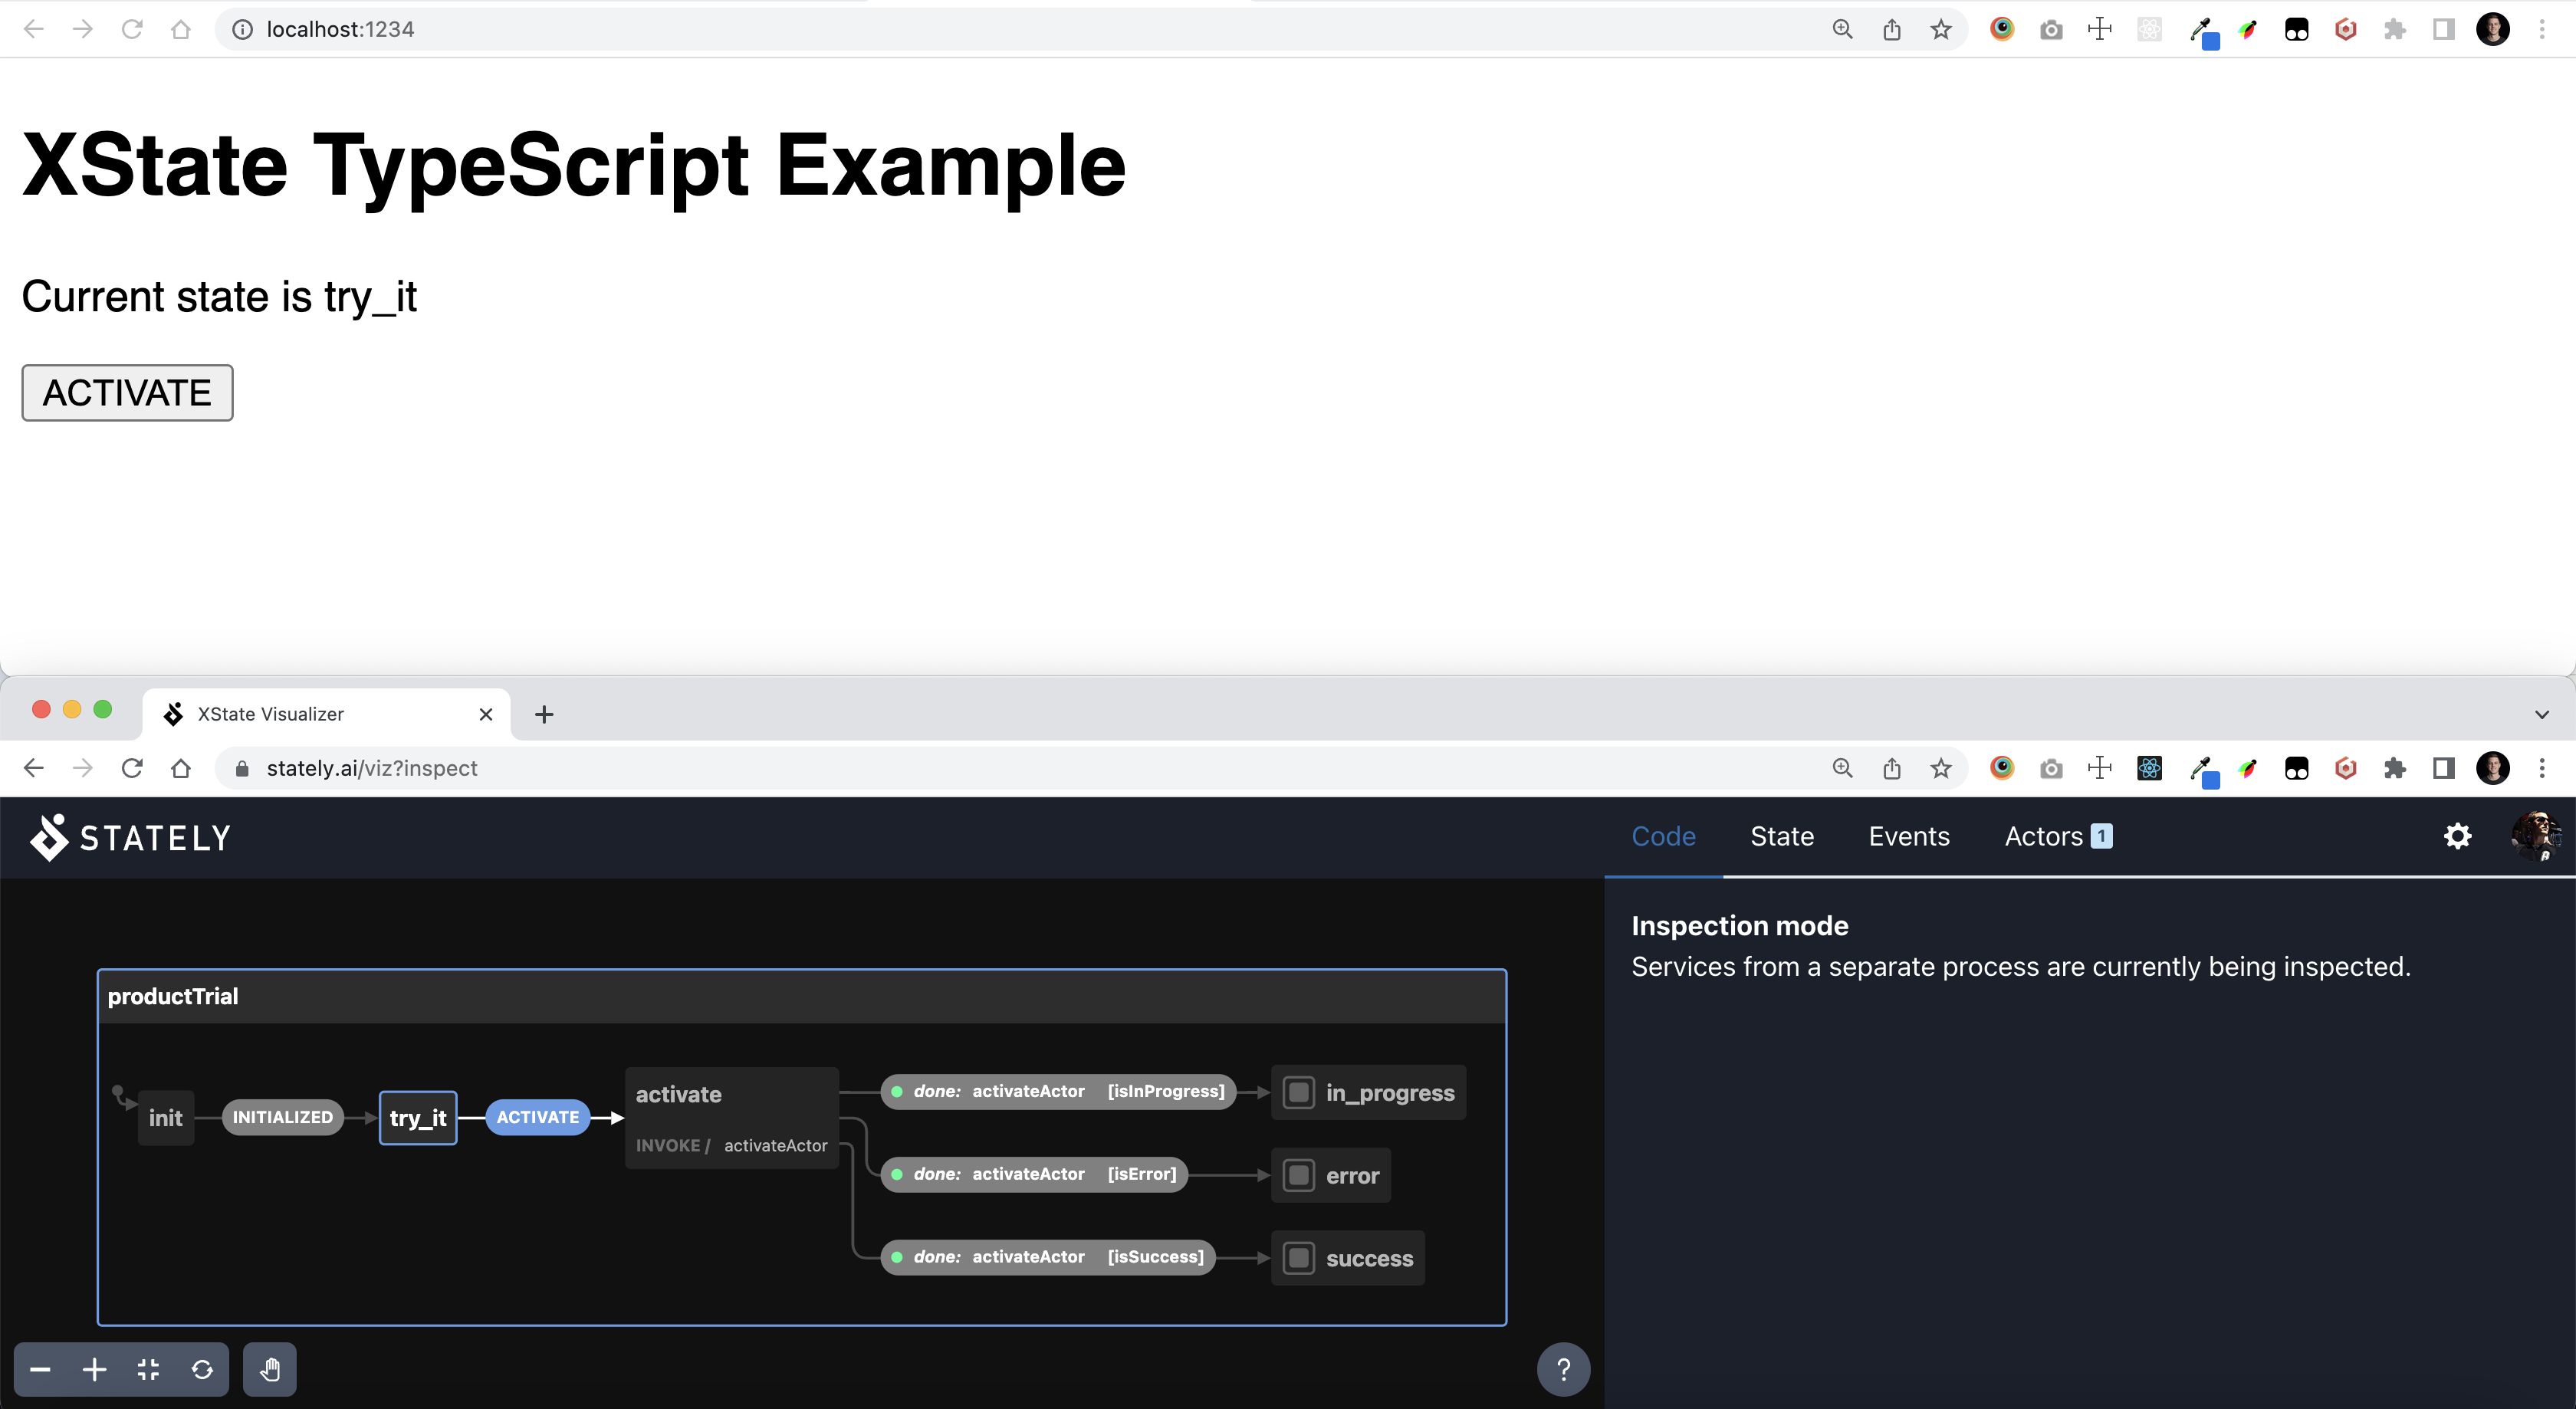 localhost:1234
XState TypeScript Example
Current state is try_it
ACTIVATE
XState Visualizer
stately.ai/viz?inspect
STATELY
Code State Events Actors 1
Inspection mode
Services from a separate process are currently being inspected.
productTrial
init INITIALIZED try_it ACTIVATE activate
INVOKE / activateActor
done: activateActor [isInProgress] in_progress
done: activateActor [isError] error
done: activateActor [isSuccess] success
?